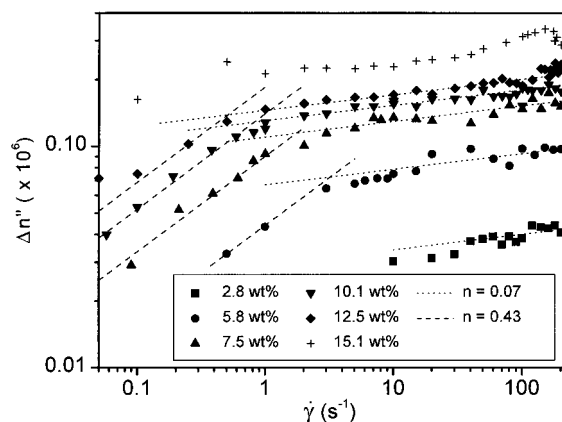 Δn" ( x 10⁶)
0.10
0.01
0.1 1 10 100
γ̇ (s⁻¹)
2.8 wt% 10.1 wt% n = 0.07
5.8 wt% 12.5 wt% n = 0.43
7.5 wt% 15.1 wt%